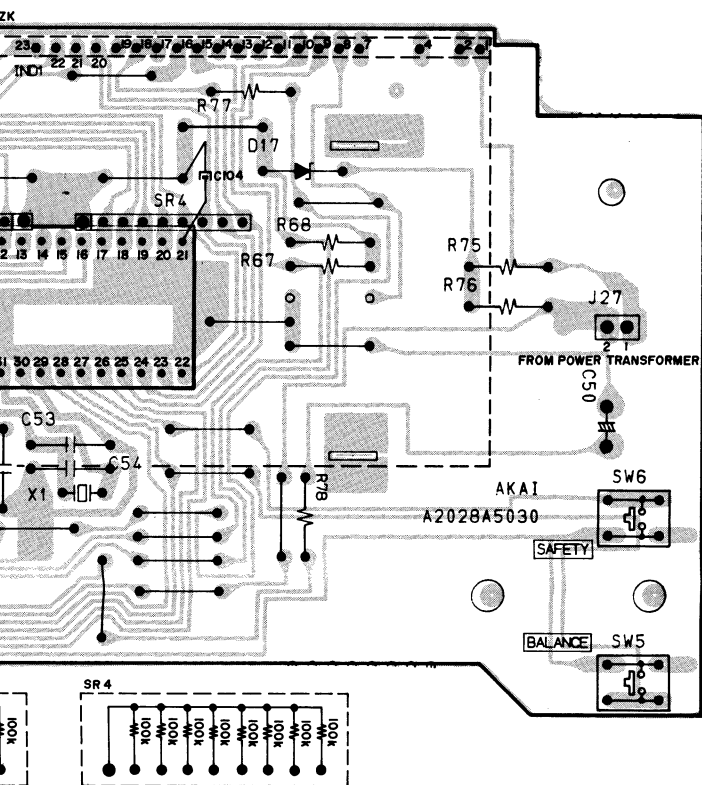 ZK
23 22 21 20 19 18 17 16 15 14 13 12 11 10 9 8 7 4 2 1
IND1
R77
D17
C104
SR4
R68
R67
R75
R76
2 13 14 15 16 17 18 19 20 21
J27
2 1
FROM POWER TRANSFORMER
31 30 29 28 27 26 25 24 23 22
C50
C53
C54
X1
R78
SW6
AKAI
A2028A5030
SAFETY
BALANCE
SW5
SR 4
100K
100K 100K 100K 100K 100K 100K 100K 100K